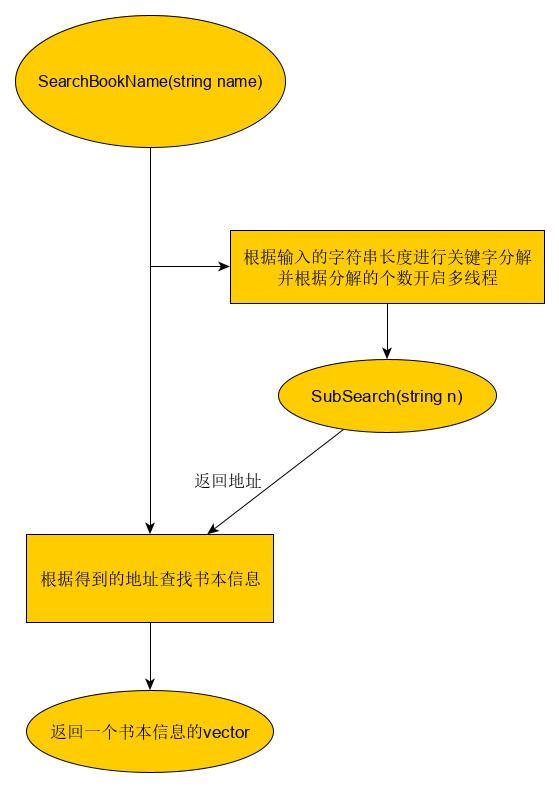 SearchBookName(string name)
根据输入的字符串长度进行关键字分解
并根据分解的个数开启多线程
SubSearch(string n)
返回地址
根据得到的地址查找书本信息
返回一个书本信息的vector